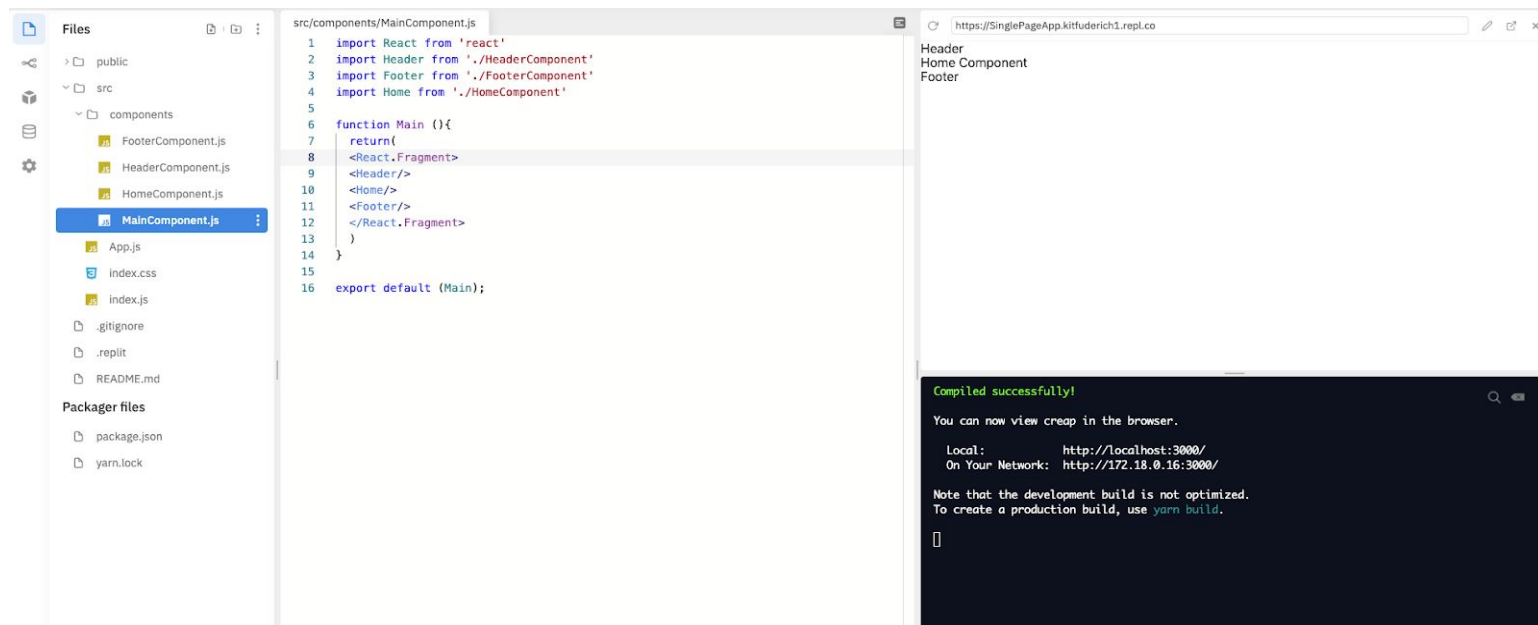 Files
public
src
components
FooterComponent.js
HeaderComponent.js
HomeComponent.js
MainComponent.js
App.js
index.css
index.js
.gitignore
.replit
README.md
Packager files
package.json
yarn.lock
src/components/MainComponent.js
1 import React from 'react'
2 import Header from './HeaderComponent'
3 import Footer from './FooterComponent'
4 import Home from './HomeComponent'
5
6 function Main (){
7 return(
8 <React.Fragment>
9 <Header/>
10 <Home/>
11 <Footer/>
12 </React.Fragment>
13 )
14 }
15
16 export default (Main);
https://SinglePageApp.kitfuderich1.repl.co
Header
Home Component
Footer
Compiled successfully!
You can now view creap in the browser.
Local: http://localhost:3000/
On Your Network: http://172.18.0.16:3000/
Note that the development build is not optimized.
To create a production build, use yarn build.